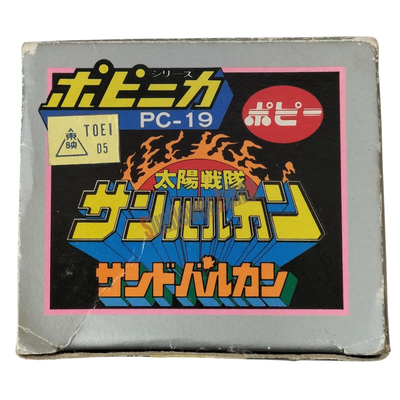 シリーズ
ポピニカ
PC-19
ポピー
東映
TOEI
05
太陽戦隊
サンバルカン
サンドバルカン